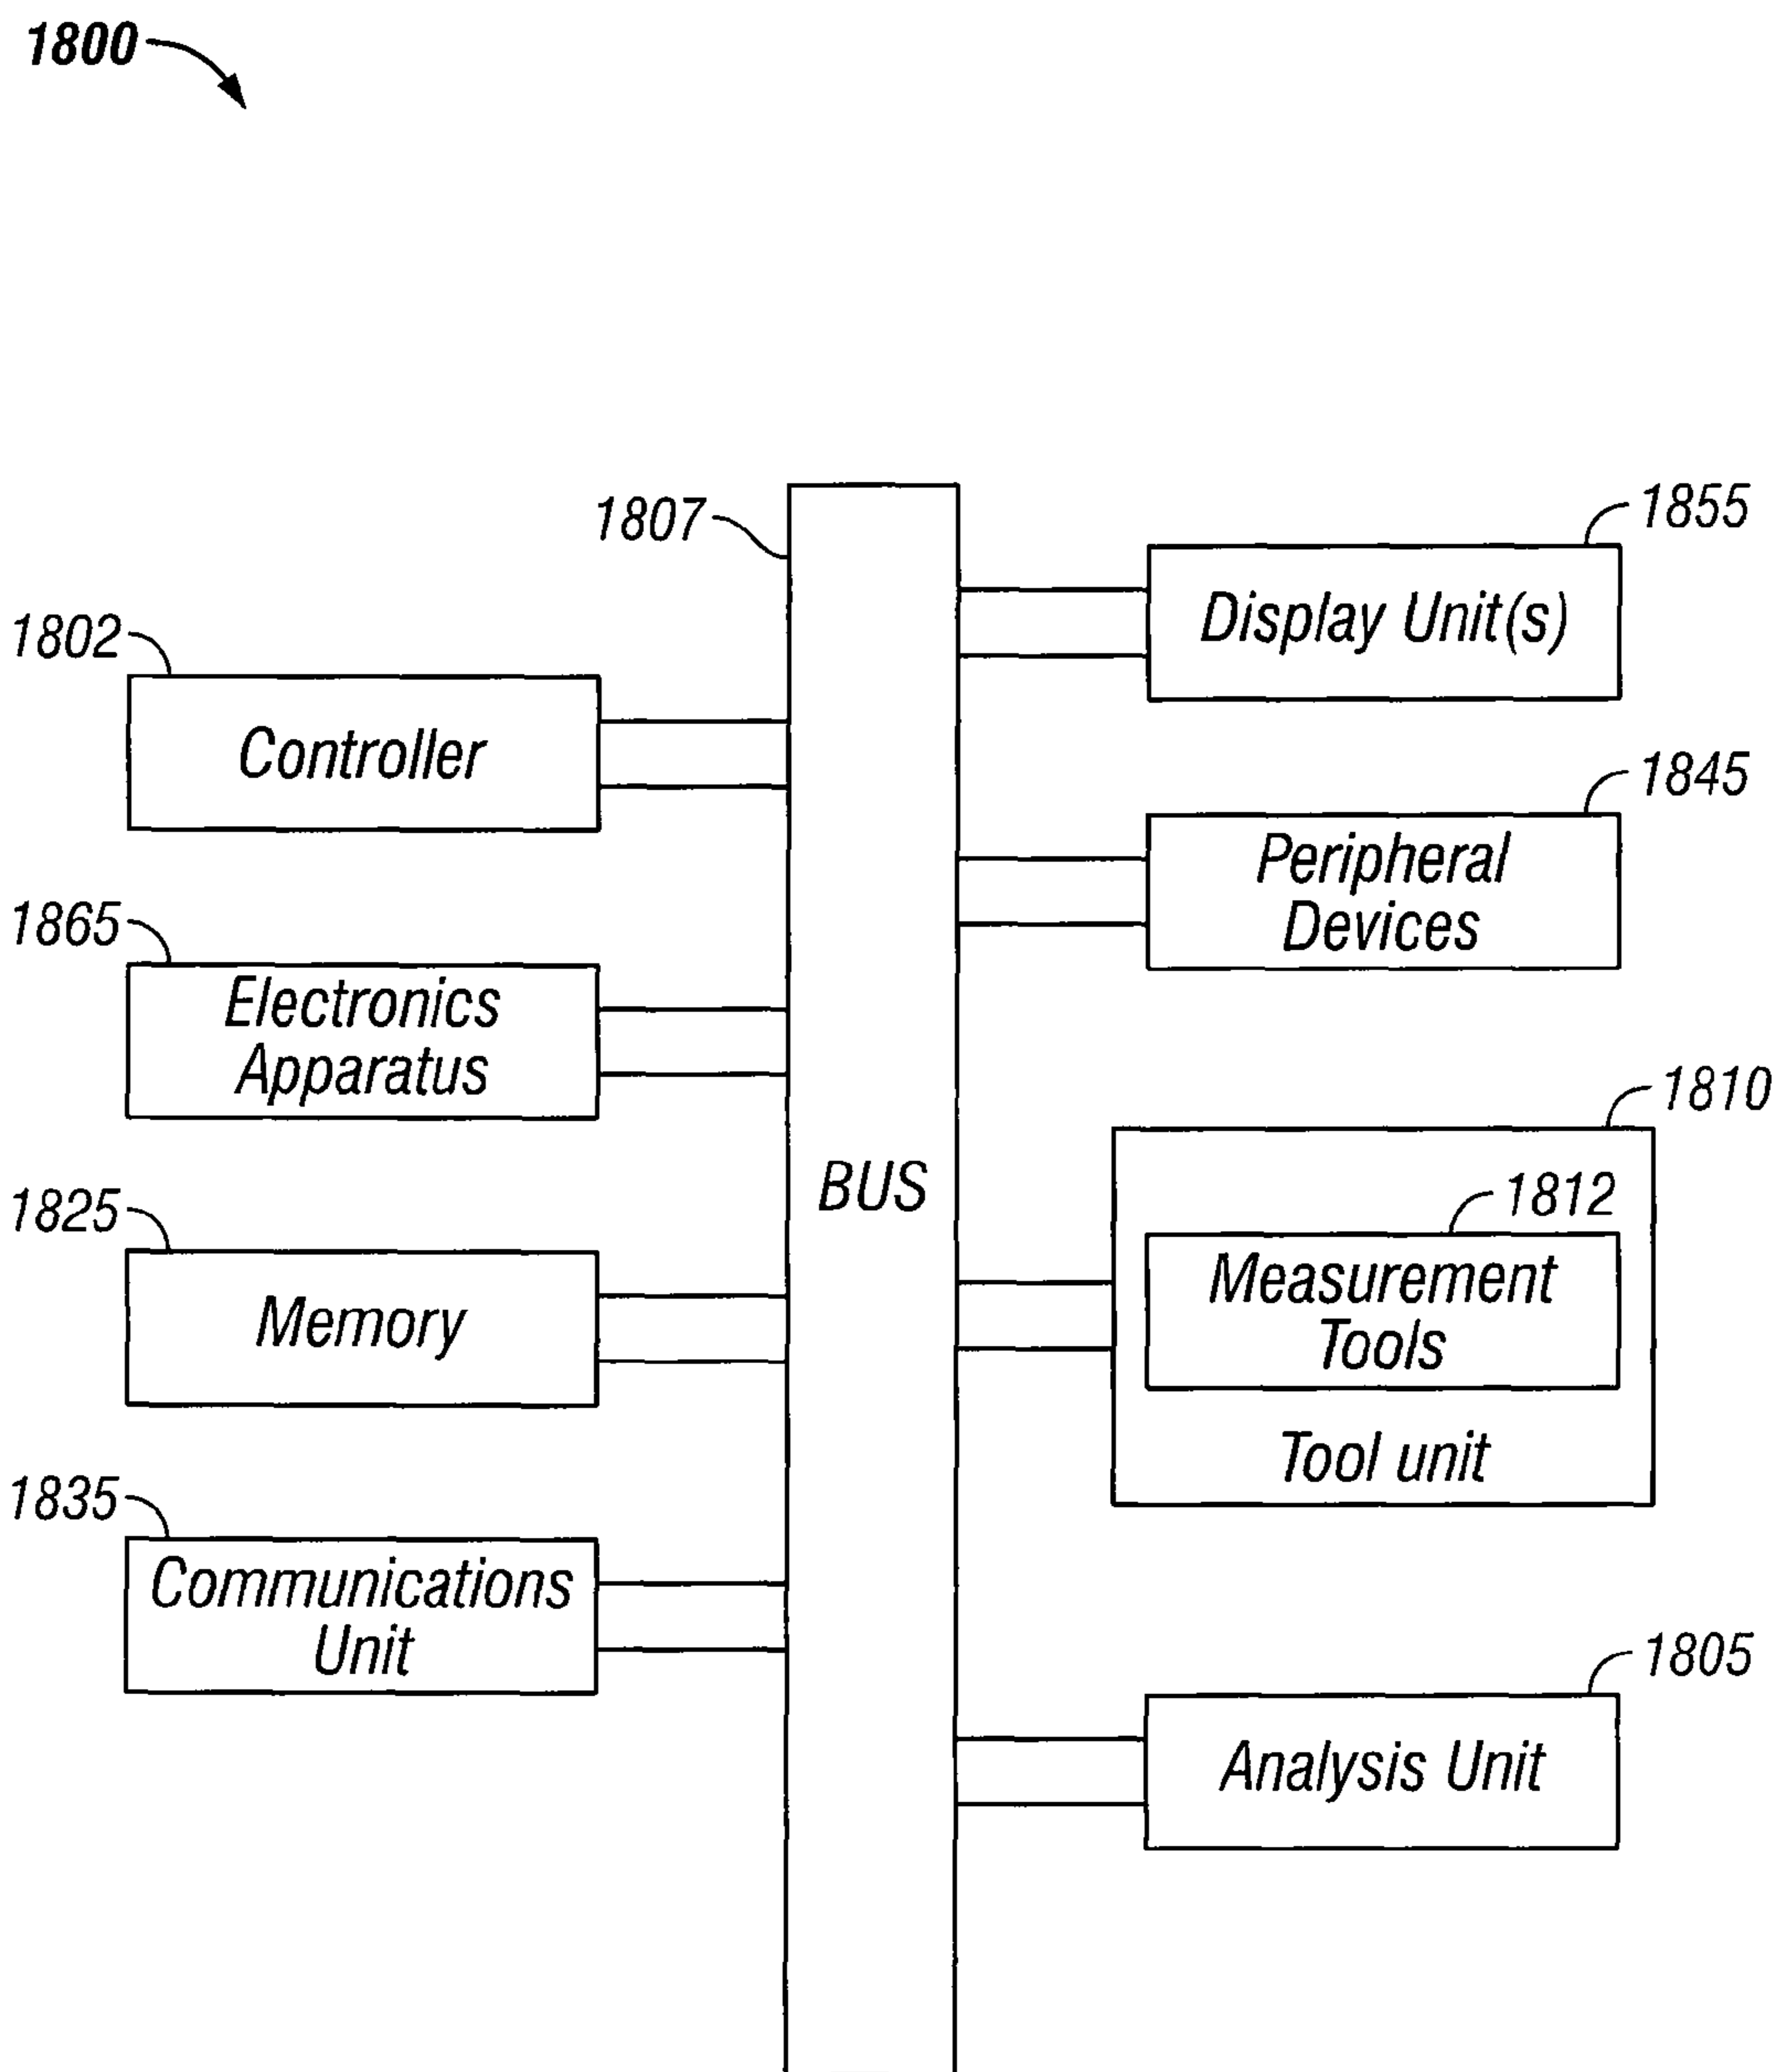 1800
1807
1855
Display Unit(s)
1802
Controller
1845
Peripheral
Devices
1865
Electronics
Apparatus
1810
1812
Measurement
Tools
Tool unit
BUS
1825
Memory
1835
Communications
Unit
1805
Analysis Unit